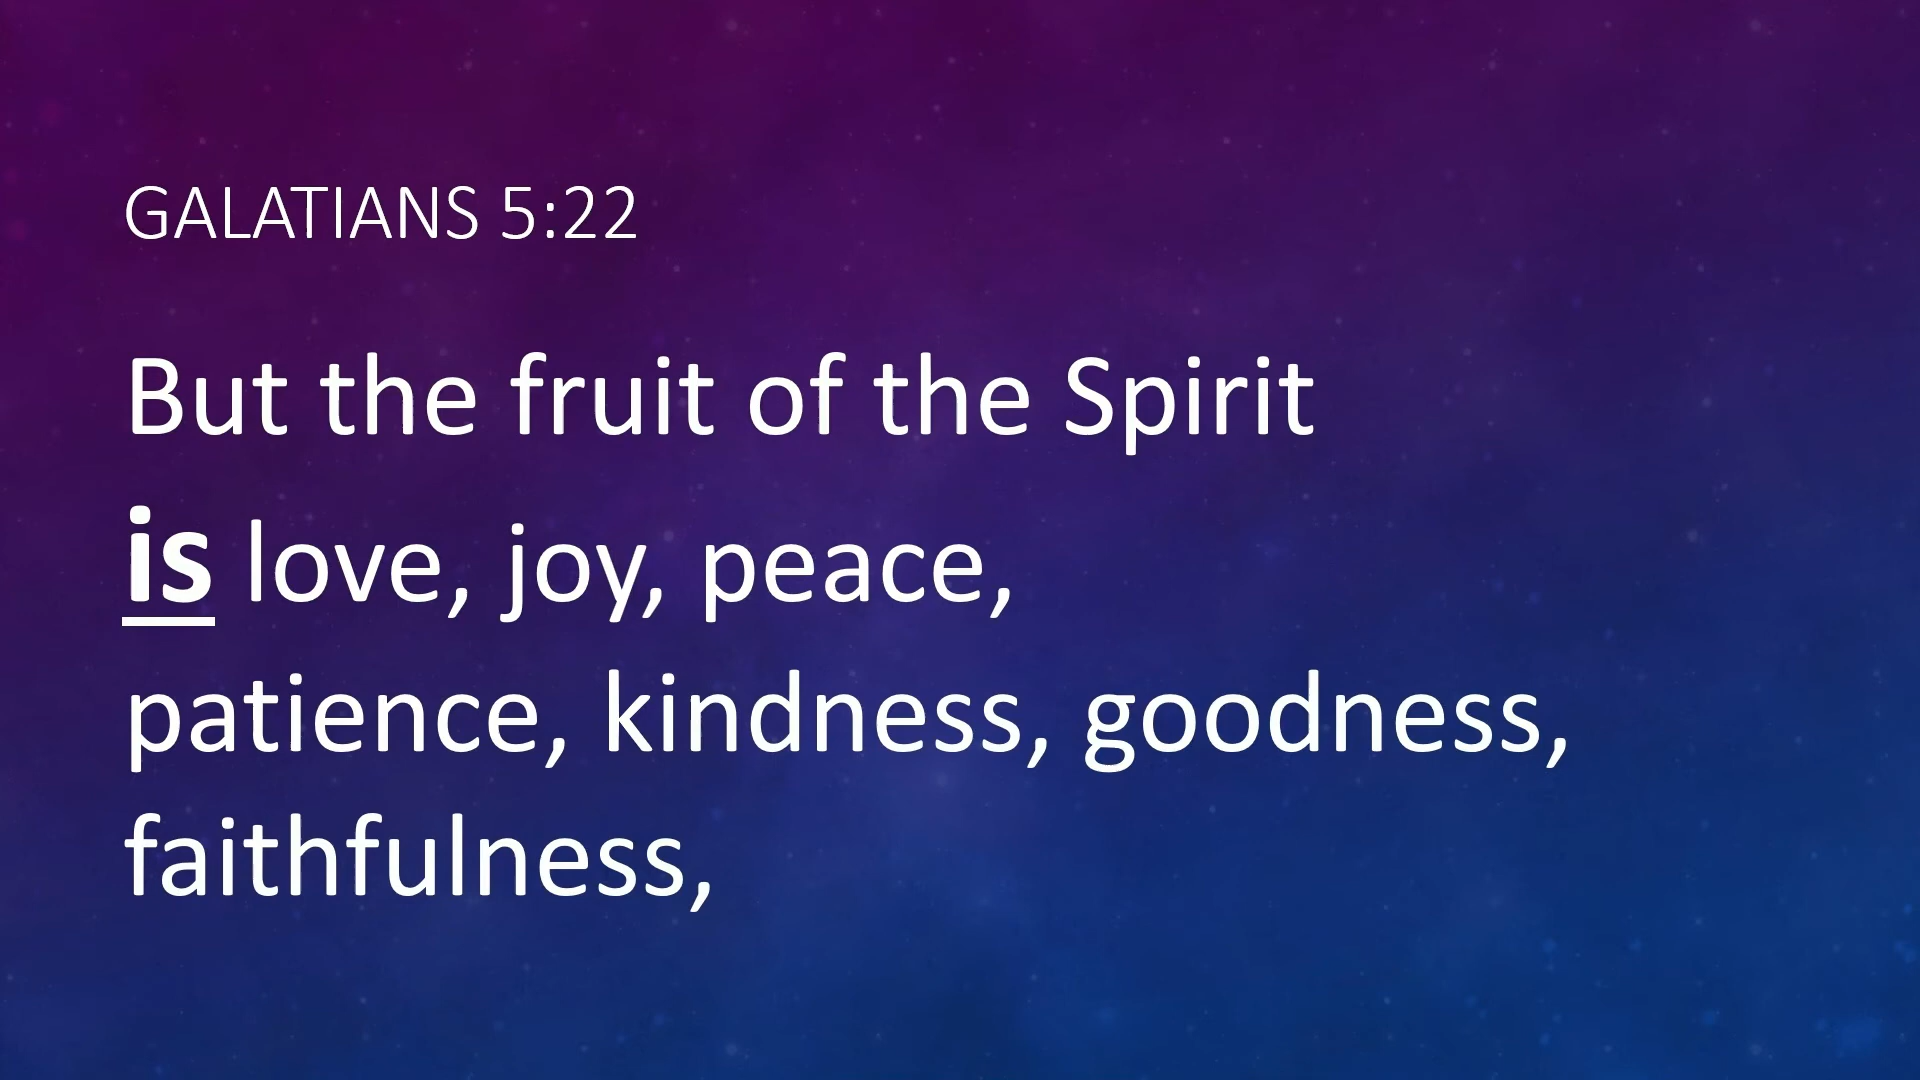 GALATIANS 5:22
But the fruit of the Spirit
is love, joy, peace,
patience, kindness, goodness,
faithfulness,